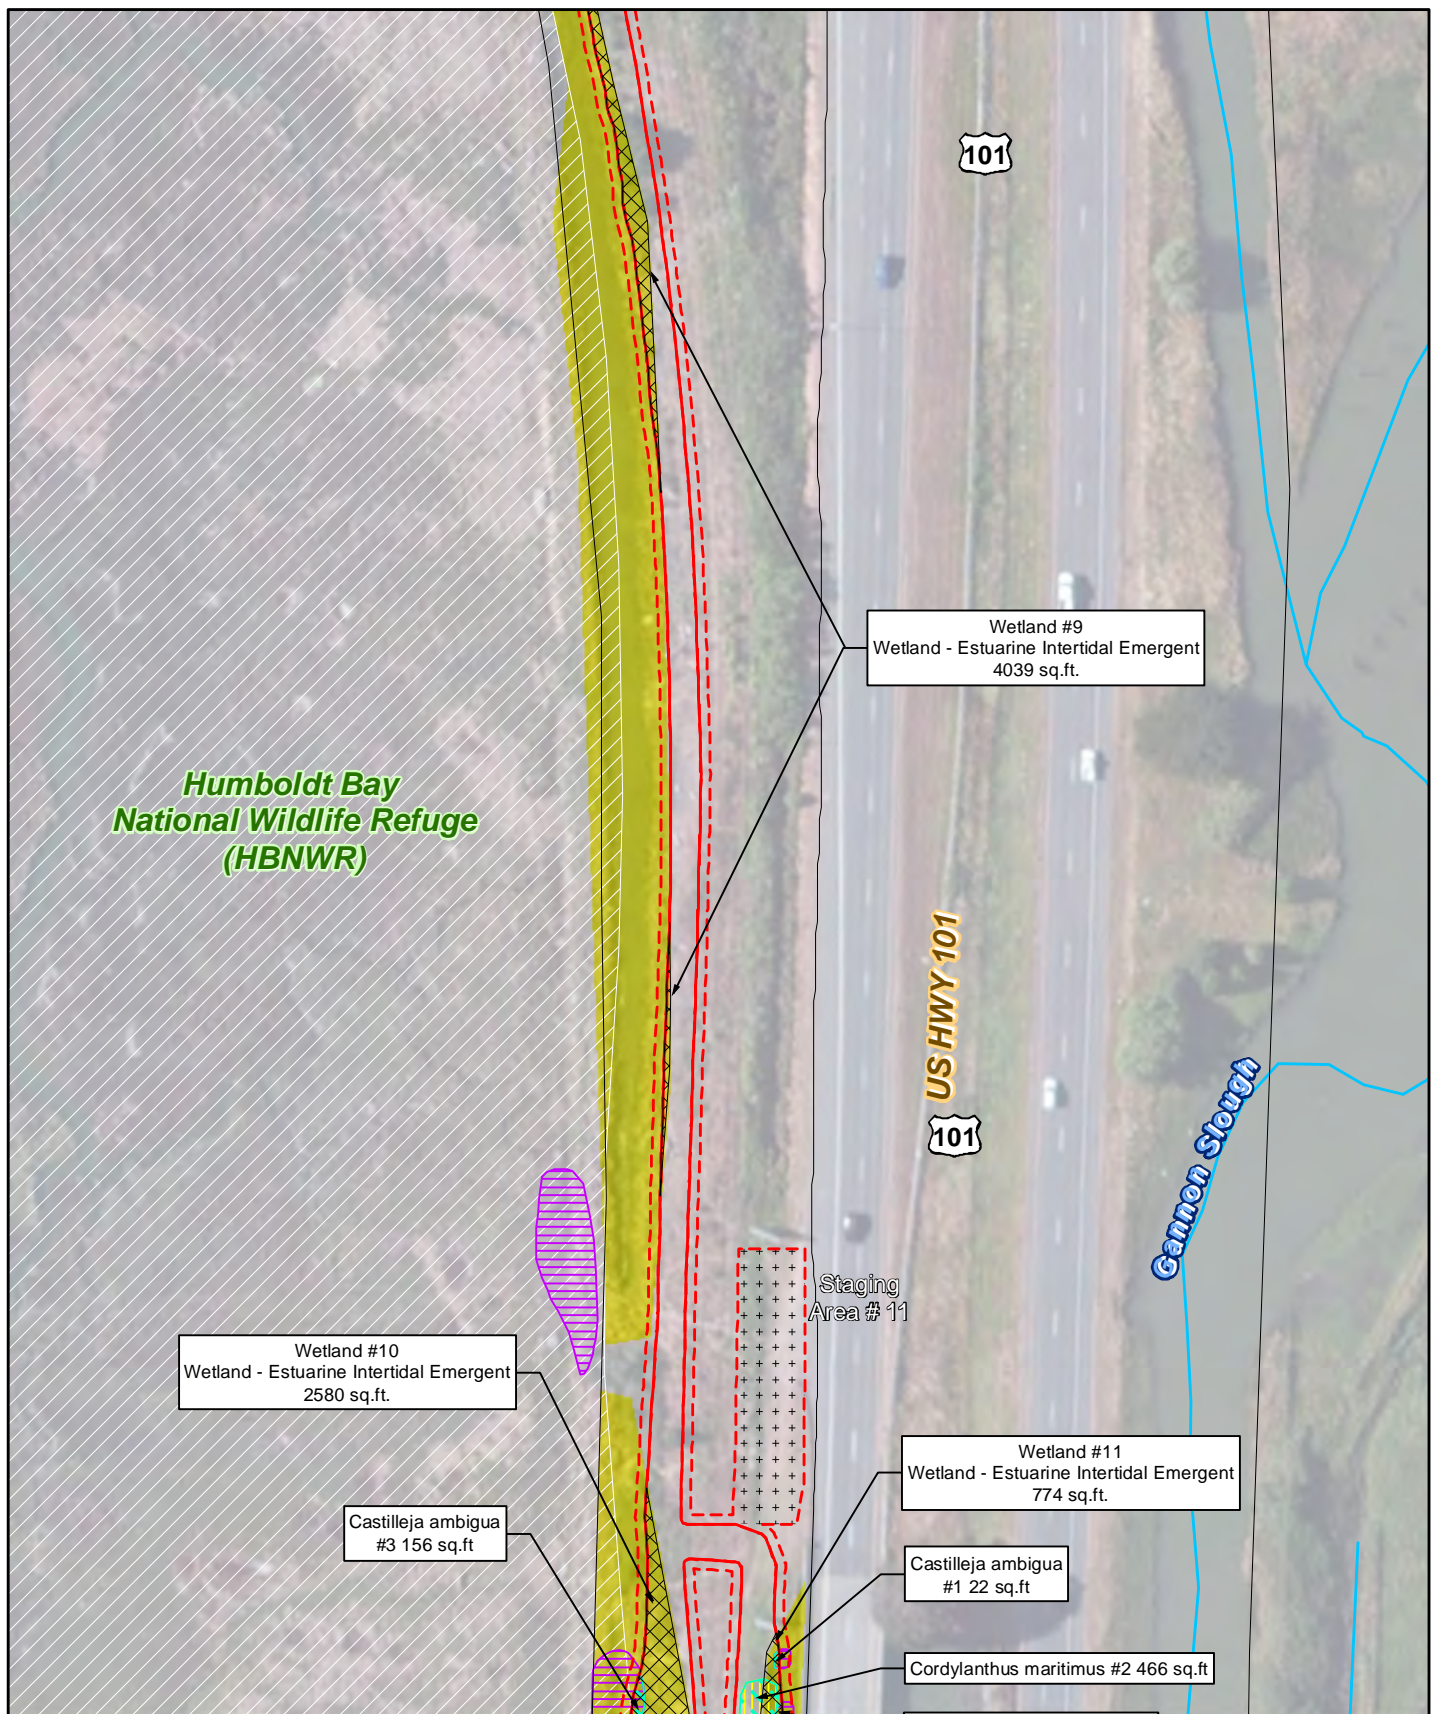 101
Wetland #9
Wetland - Estuarine Intertidal Emergent
4039 sq.ft.
Humboldt Bay
National Wildlife Refuge
(HBNWR)
US HWY 101
101
Gannon Slough
Staging
Area # 11
Wetland #10
Wetland - Estuarine Intertidal Emergent
2580 sq.ft.
Wetland #11
Wetland - Estuarine Intertidal Emergent
774 sq.ft.
Castilleja ambigua
#3 156 sq.ft
Castilleja ambigua
#1 22 sq.ft
Cordylanthus maritimus #2 466 sq.ft